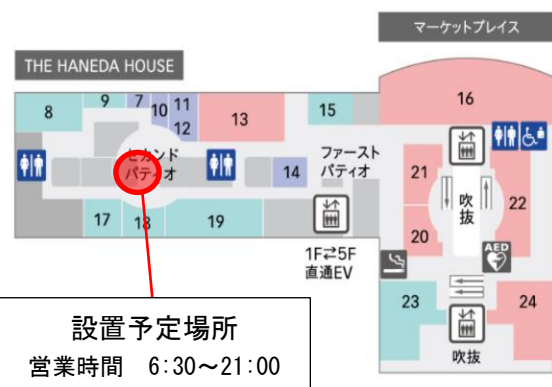 マーケットプレイス
THE HANEDA HOUSE
8
9
7
10
11
12
13
15
16
セカンド
パティオ
14
ファースト
パティオ
17
18
19
1F⇄5F
直通EV
21
20
吹
抜
22
AED
23
24
吹抜
設置予定場所
営業時間 6:30～21:00